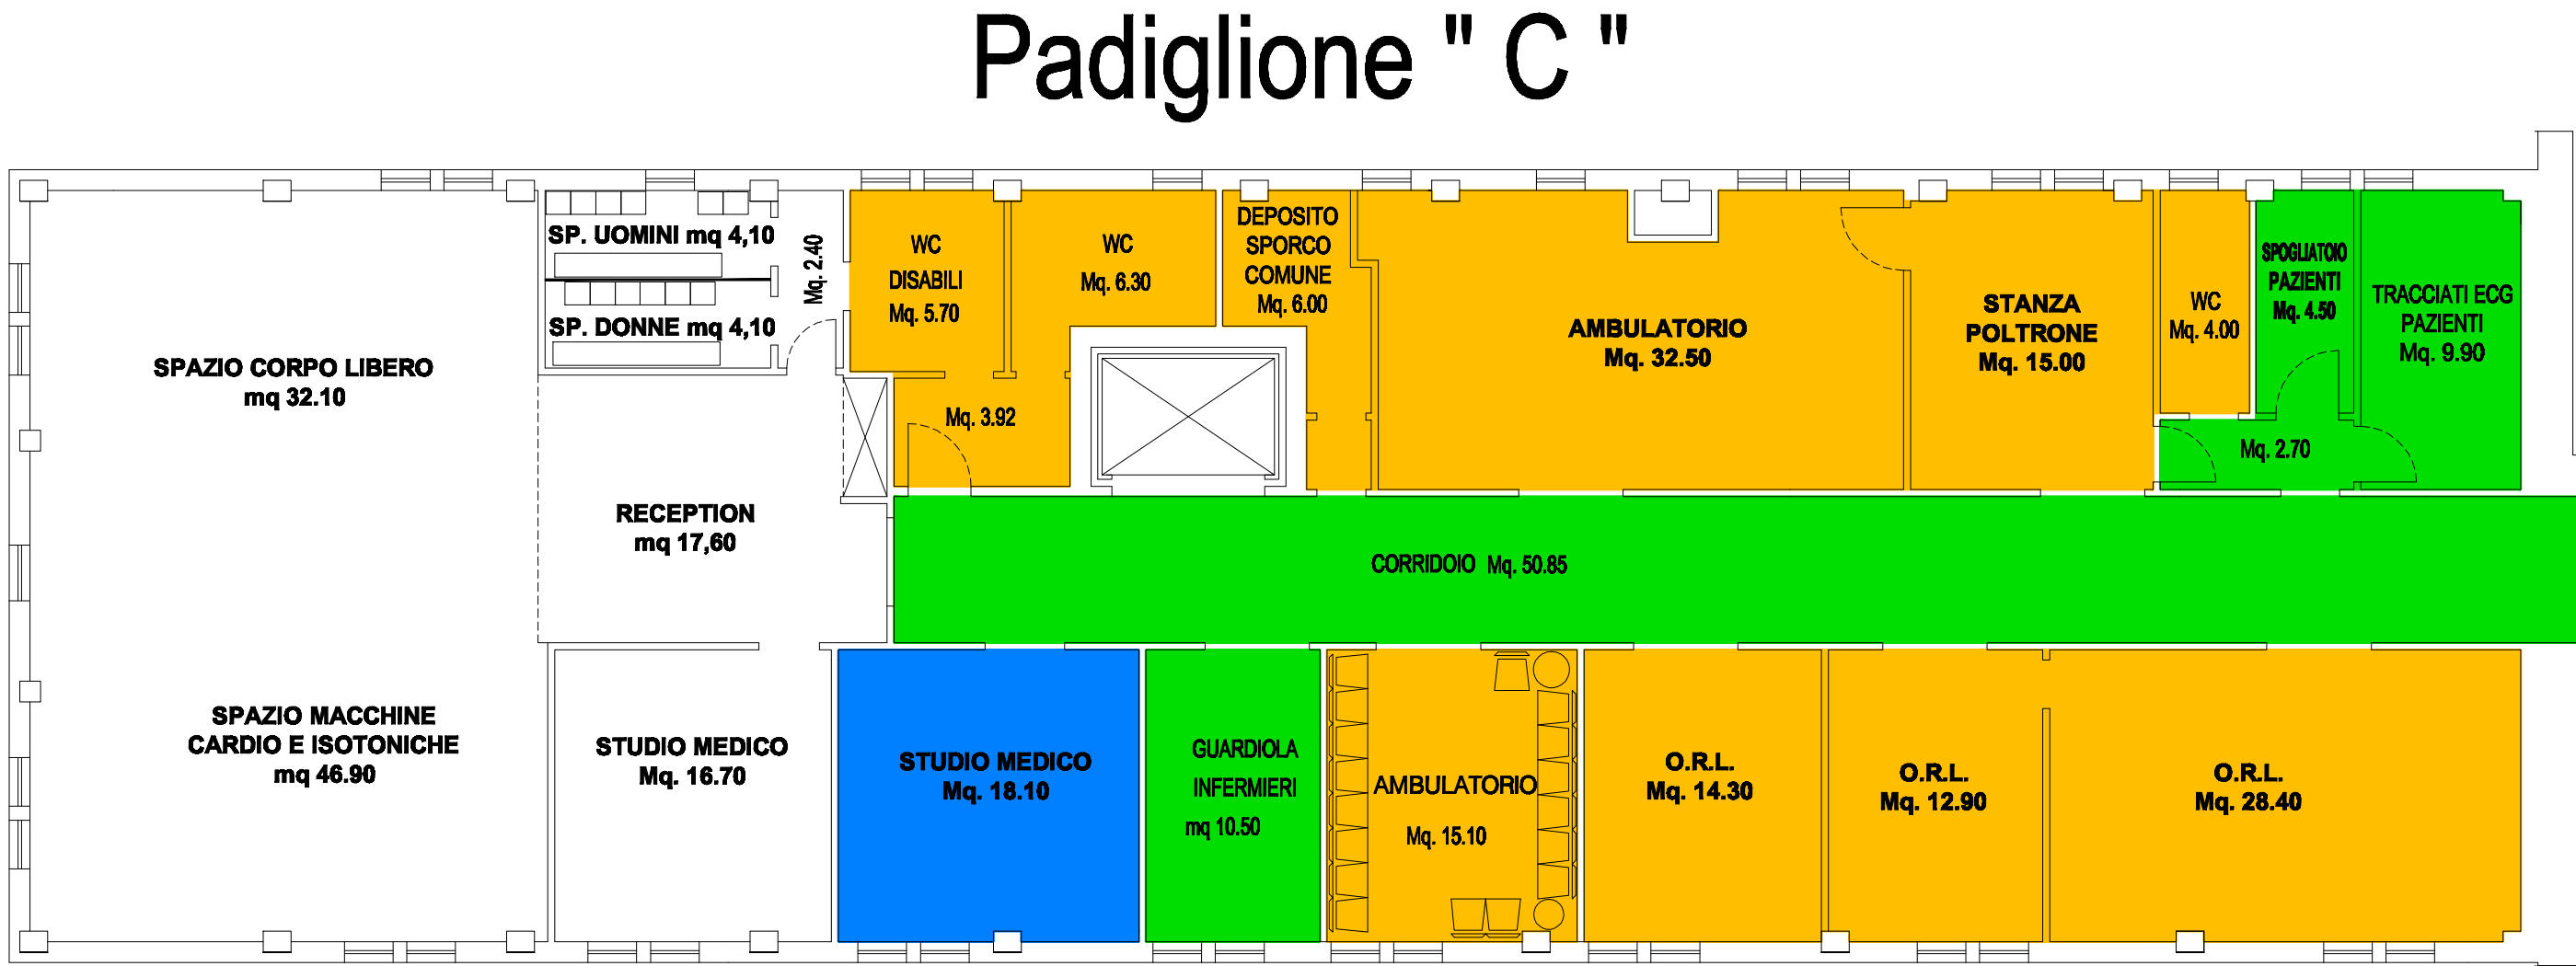 Padiglione " C "
SP. UOMINI mq 4,10
SP. DONNE mq 4,10
Mq. 2.40
WC
DISABILI
Mq. 5.70
WC
Mq. 6.30
DEPOSITO
SPORCO
COMUNE
Mq. 6.00
AMBULATORIO
Mq. 32.50
STANZA
POLTRONE
Mq. 15.00
WC
Mq. 4.00
SPOGLIATOIO
PAZIENTI
Mq. 4.50
TRACCIATI ECG
PAZIENTI
Mq. 9.90
SPAZIO CORPO LIBERO
mq 32.10
Mq. 3.92
Mq. 2.70
RECEPTION
mq 17,60
CORRIDOIO Mq. 50.85
SPAZIO MACCHINE
CARDIO E ISOTONICHE
mq 46.90
STUDIO MEDICO
Mq. 16.70
STUDIO MEDICO
Mq. 18.10
GUARDIOLA
INFERMIERI
mq 10.50
AMBULATORIO
Mq. 15.10
O.R.L.
Mq. 14.30
O.R.L.
Mq. 12.90
O.R.L.
Mq. 28.40